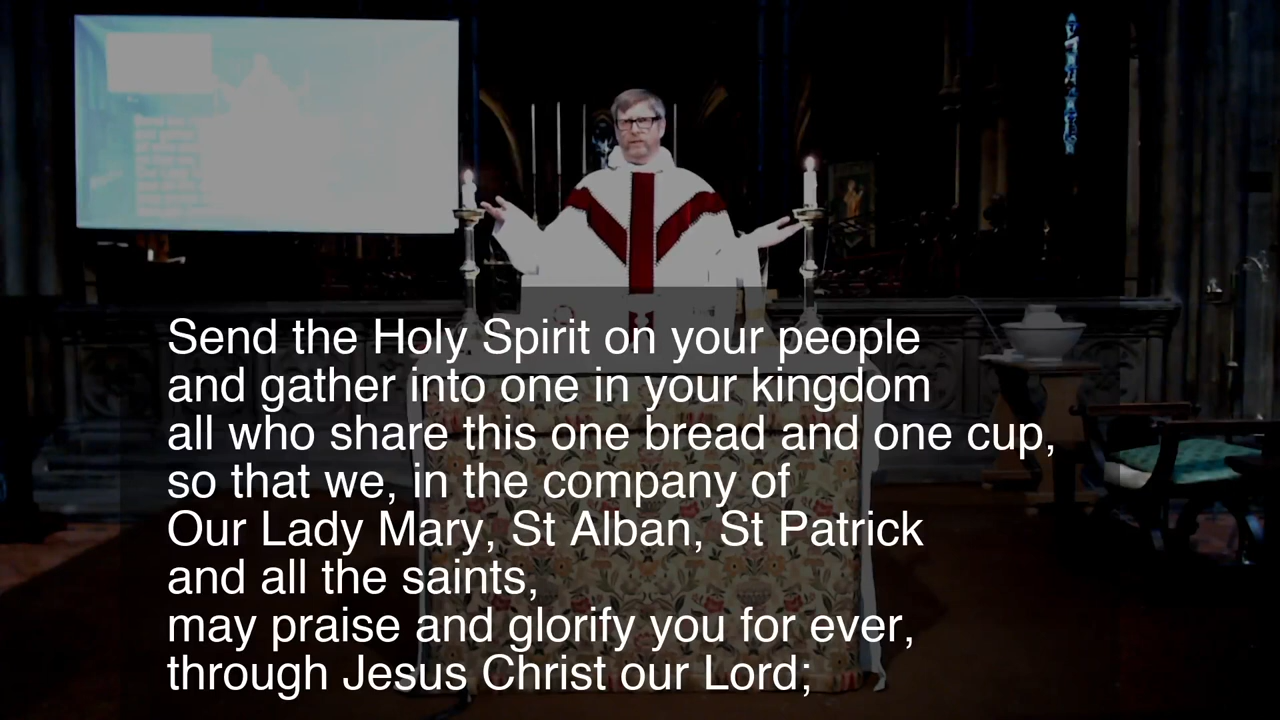 Send the Holy Spirit on your people
and gather into one in your kingdom
all who share this one bread and one cup,
so that we, in the company of
Our Lady Mary, St Alban, St Patrick
and all the saints,
may praise and glorify you for ever,
through Jesus Christ our Lord;